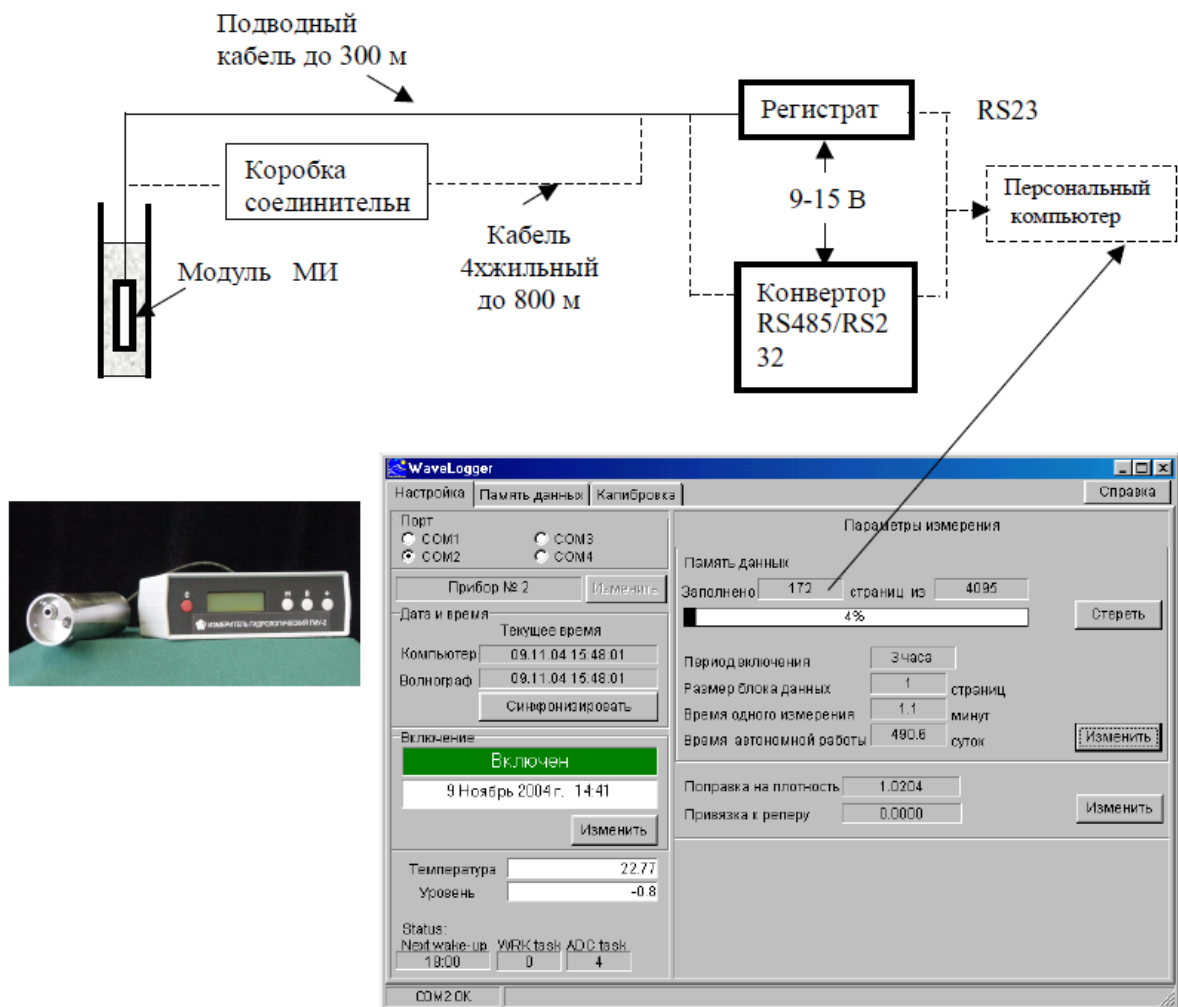 Подводный
кабель до 300 м
Регистрат
RS23
Коробка
соединительн
9-15 В
Персональный
компьютер
Кабель
4хжильный
до 800 м
Модуль МИ
Конвертор
RS485/RS2
32
WaveLogger
Настройка Память данных Калибровка Справка
Порт
COM1 COM3
COM2 COM4
Прибор № 2 Изменить
Дата и время
Текущее время
Компьютер 09.11.04 15:48:01
Волнограф 09.11.04 15:48:01
Синхронизировать
Включение
Включен
9 Ноябрь 2004 г. 14:41
Изменить
Температура 22.77
Уровень -0.8
Status:
Next wake-up WRK task ADC task
18:00 0 4
COM2 OK
Параметры измерения
Память данных
Заполнено 172 страниц из 4095
4%
Стереть
Период включения 3 часа
Размер блока данных 1 страниц
Время одного измерения 1.1 минут
Время автономной работы 490.6 суток
Изменить
Поправка на плотность 1.0204
Привязка к реперу 0.0000
Изменить
С
М В +
ИЗМЕРИТЕЛЬ ГИДРОЛОГИЧЕСКИЙ ГМУ-2